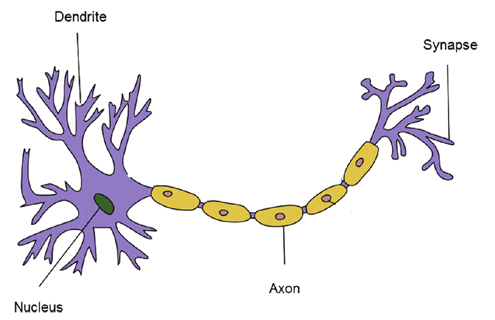 Dendrite
Synapse
Axon
Nucleus